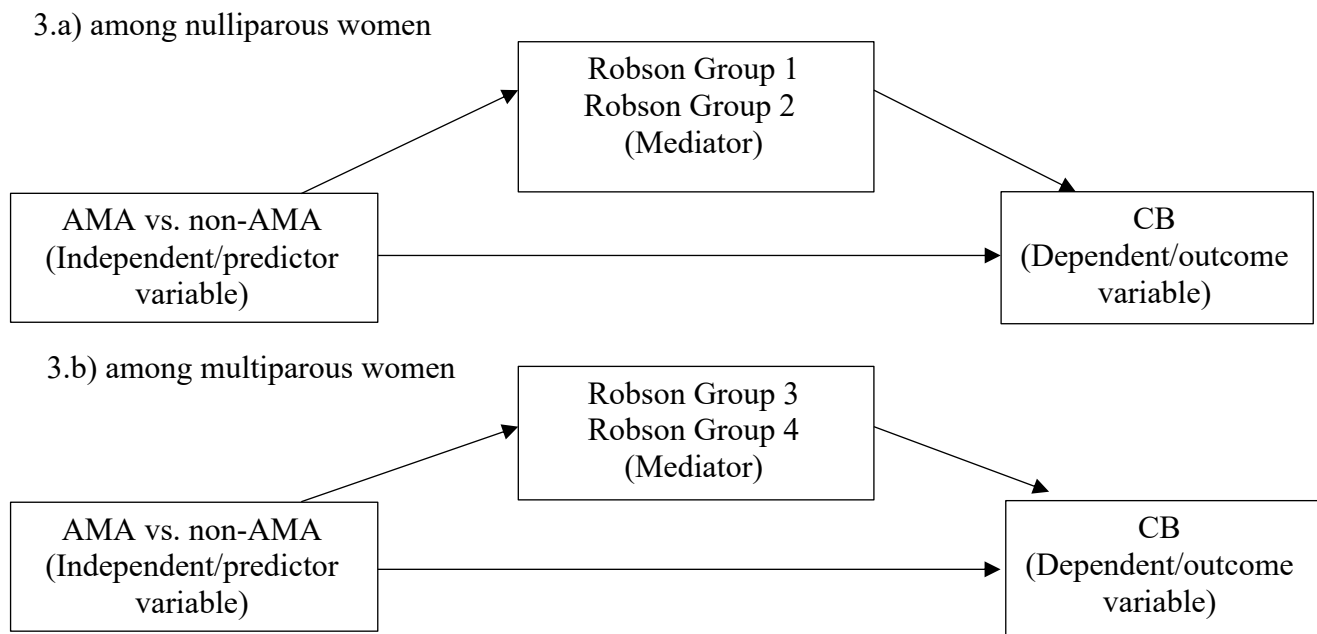 3.a) among nulliparous women
Robson Group 1
Robson Group 2
(Mediator)
AMA vs. non-AMA
(Independent/predictor
variable)
CB
(Dependent/outcome
variable)
3.b) among multiparous women
Robson Group 3
Robson Group 4
(Mediator)
AMA vs. non-AMA
(Independent/predictor
variable)
CB
(Dependent/outcome
variable)